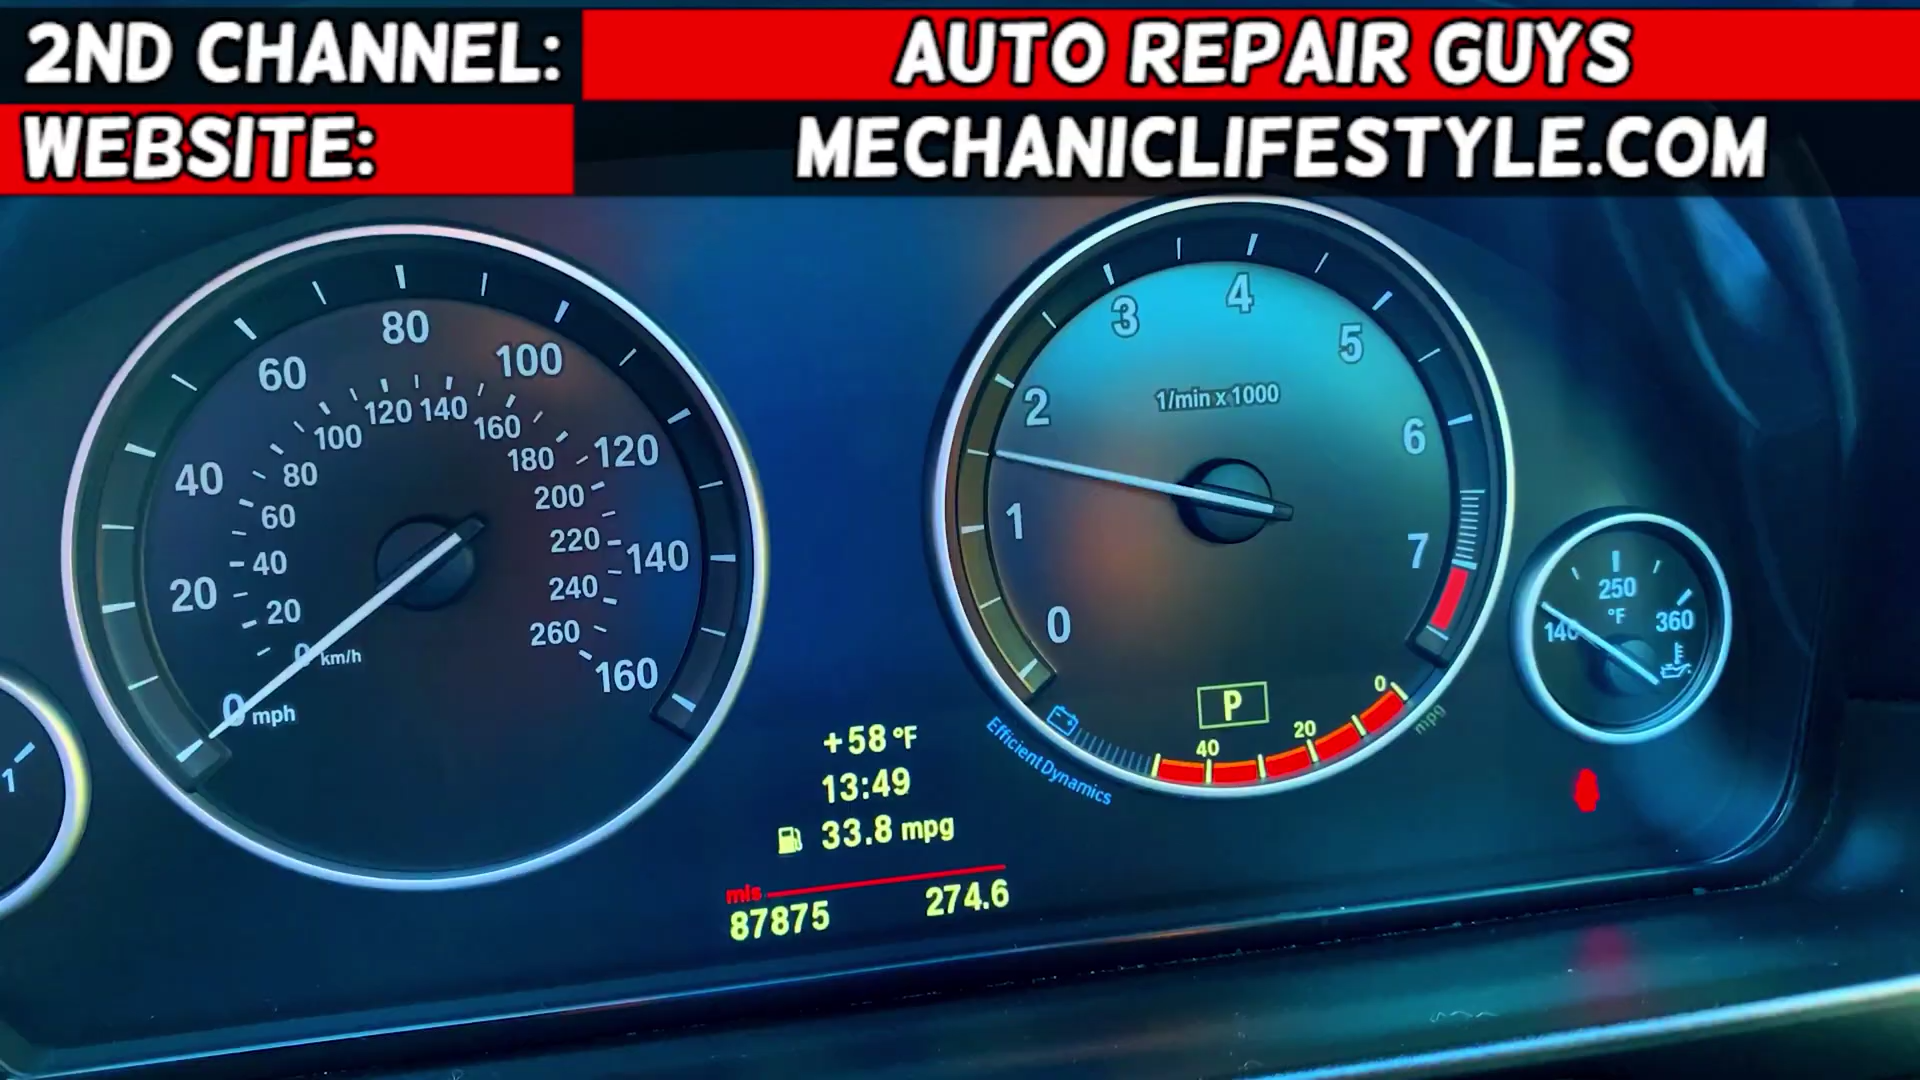 2ND CHANNEL: AUTO REPAIR GUYS
WEBSITE: MECHANICLIFESTYLE.COM
20 40 60 80 100 120 140 160
0 mph
0 km/h
20 40 60 80 100 120 140 160 180 200 220 240 260
0 1 2 3 4 5 6 7
1/min x 1000
P
40 20 0 mpg
EfficientDynamics
140 250 360
°F
1
+58 °F
13:49
33.8 mpg
mls
87875 274.6